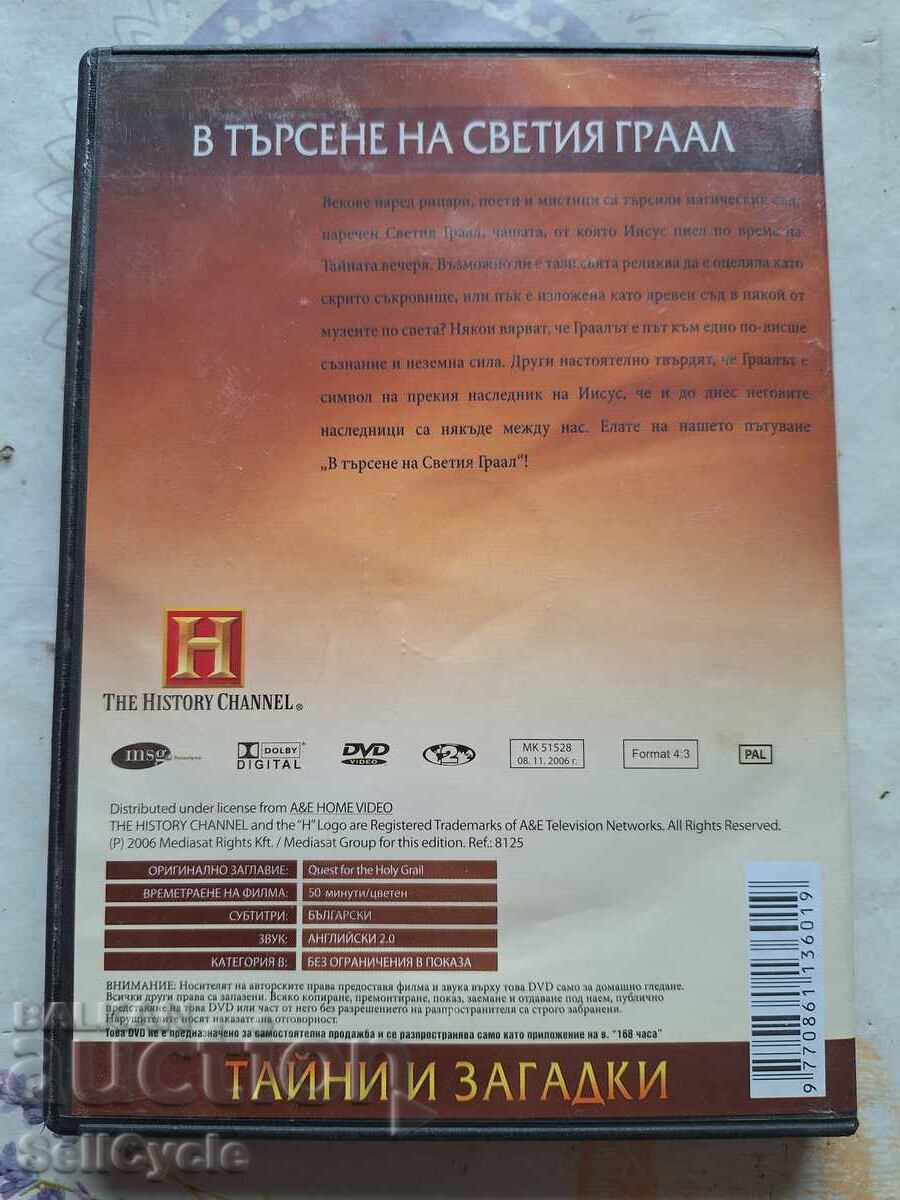 В ТЪРСЕНЕ НА СВЕТИЯ ГРААЛ
Векове наред рицари, поети и мистици са търсили магическия съд,
наречен Светия Граал, чашата, от която Иисус пиел по време на
Тайната вечеря. Възможно ли е тази свята реликва да е оцеляла като
скрито съкровище, или пък е изложена като древен съд в някой от
музеите по света? Някои вярват, че Граалът е път към едно по-висше
съзнание и неземна сила. Други настоятелно твърдят, че Граалът е
символ на прекия наследник на Иисус, че и до днес неговите
наследници са някъде между нас. Елате на нашето пътуване
„В търсене на Светия Граал“!
H
THE HISTORY CHANNEL®
msg
DOLBY DIGITAL
DVD VIDEO
2
MK 51528
08. 11. 2006 г.
Format 4:3
PAL
Distributed under license from A&E HOME VIDEO
THE HISTORY CHANNEL and the “H” Logo are Registered Trademarks of A&E Television Networks. All Rights Reserved.
(P) 2006 Mediasat Rights Kft. / Mediasat Group for this edition. Ref.: 8125
ОРИГИНАЛНО ЗАГЛАВИЕ: Quest for the Holy Grail
ВРЕМЕТРАЕНЕ НА ФИЛМА: 50 минути/цветен
СУБТИТРИ: БЪЛГАРСКИ
ЗВУК: АНГЛИЙСКИ 2.0
КАТЕГОРИЯ В: БЕЗ ОГРАНИЧЕНИЯ В ПОКАЗА
ВНИМАНИЕ: Носителят на авторските права предоставя филма и звука върху това DVD само за домашно гледане.
Всички други права са запазени. Всяко копиране, премонтиране, показ, заемане и отдаване под наем, публично
представяне на това DVD или част от него без разрешението на разпространителя са строго забранени.
Нарушителите носят наказателна отговорност.
Това DVD не е предназначено за самостоятелна продажба и се разпространява само като приложение на в. “168 часа”
9 770861 136019
ТАЙНИ И ЗАГАДКИ
BALKAN
auction
SellCycle